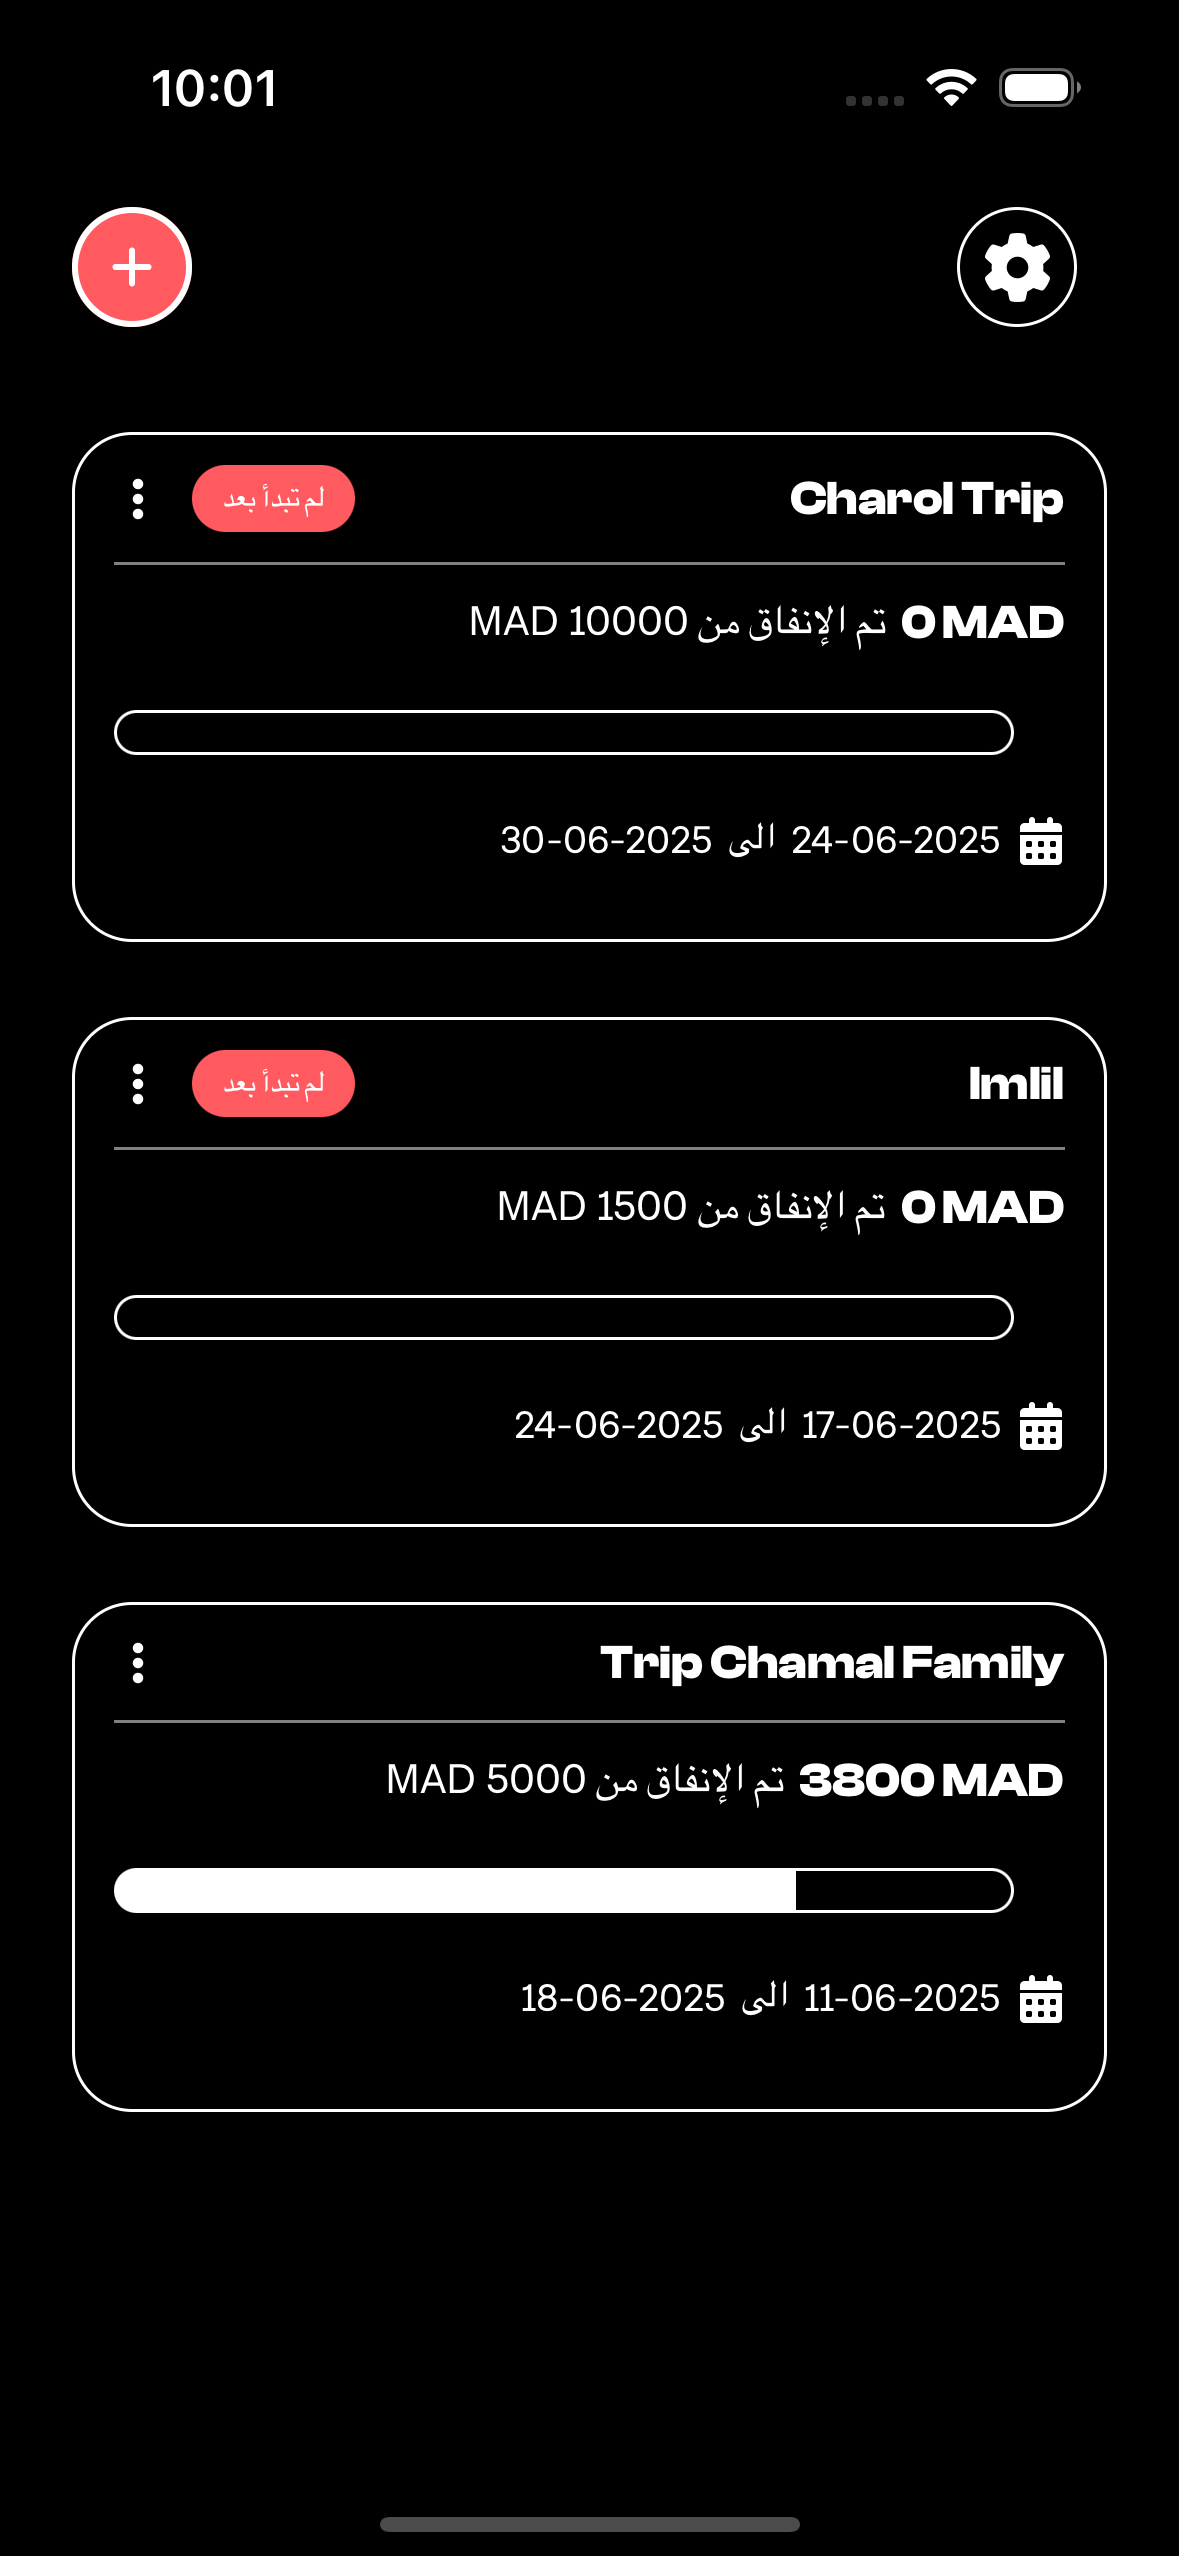 10:01
Charol Trip
لم تبدأ بعد
0 MAD تم الإنفاق من 10000 MAD
24-06-2025 الى 30-06-2025
Imlil
لم تبدأ بعد
0 MAD تم الإنفاق من 1500 MAD
17-06-2025 الى 24-06-2025
Trip Chamal Family
3800 MAD تم الإنفاق من 5000 MAD
11-06-2025 الى 18-06-2025